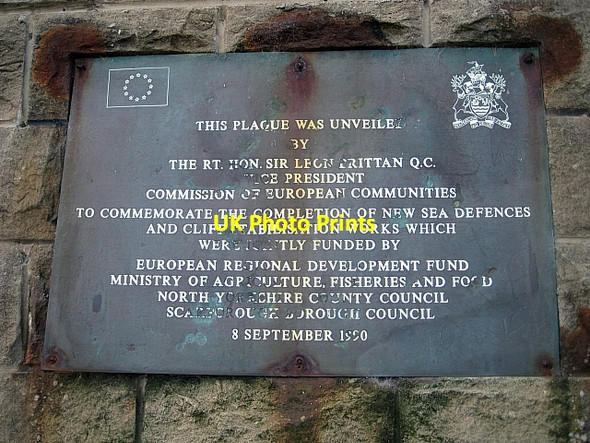 THIS PLAQUE WAS UNVEILED
BY
THE RT. HON. SIR LEON BRITTAN Q.C.
VICE PRESIDENT
COMMISSION OF EUROPEAN COMMUNITIES
TO COMMEMORATE THE COMPLETION OF NEW SEA DEFENCES
AND CLIFF STABILISATION WORKS WHICH
UK Photo Prints
WERE JOINTLY FUNDED BY
EUROPEAN REGIONAL DEVELOPMENT FUND
MINISTRY OF AGRICULTURE, FISHERIES AND FOOD
NORTH YORKSHIRE COUNTY COUNCIL
SCARBOROUGH BOROUGH COUNCIL
8 SEPTEMBER 1990